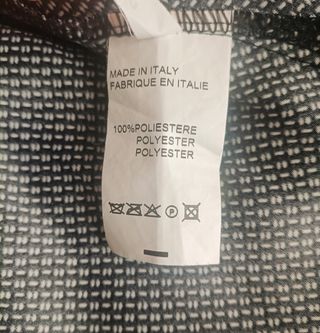 MADE IN ITALY
FABRIQUE EN ITALIE
100%POLIESTERE
POLYESTER
POLYESTER
P